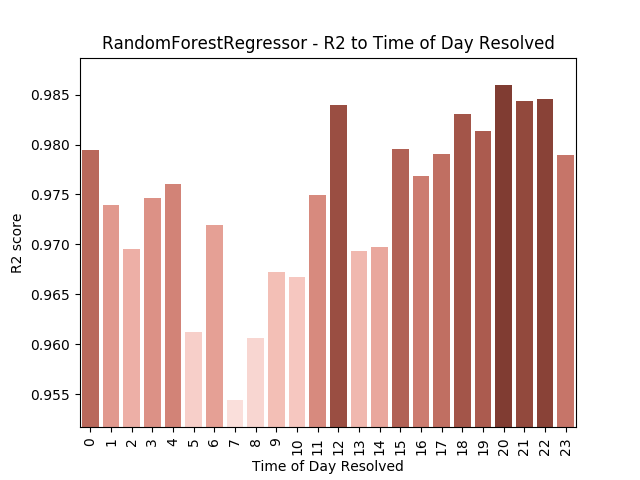 RandomForestRegressor - R2 to Time of Day Resolved
0.985
0.980
0.975
0.970
0.965
0.960
0.955
R2 score
0 1 2 3 4 5 6 7 8 9 10 11 12 13 14 15 16 17 18 19 20 21 22 23
Time of Day Resolved